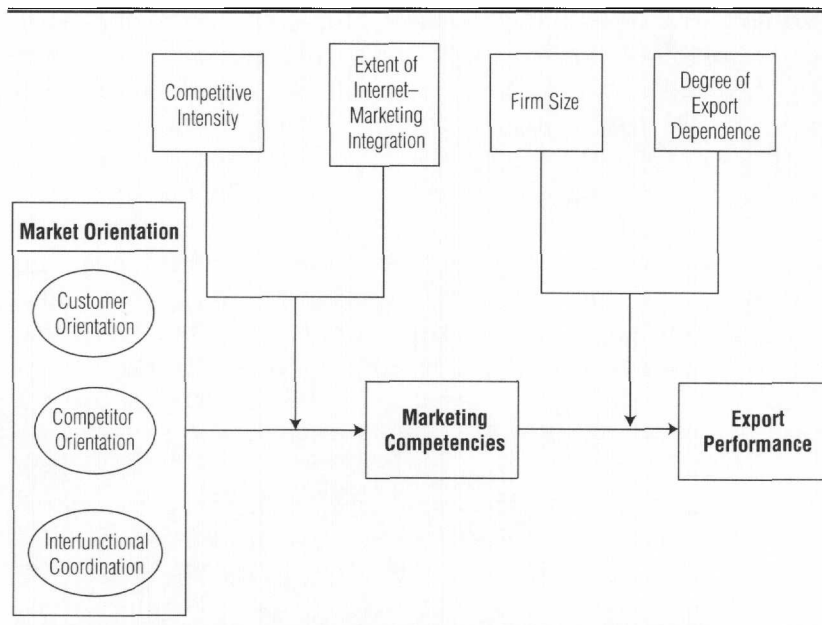 Competitive
Intensity
Extent of
Internet–
Marketing
Integration
Firm Size
Degree of
Export
Dependence
Market Orientation
Customer
Orientation
Competitor
Orientation
Interfunctional
Coordination
Marketing
Competencies
Export
Performance